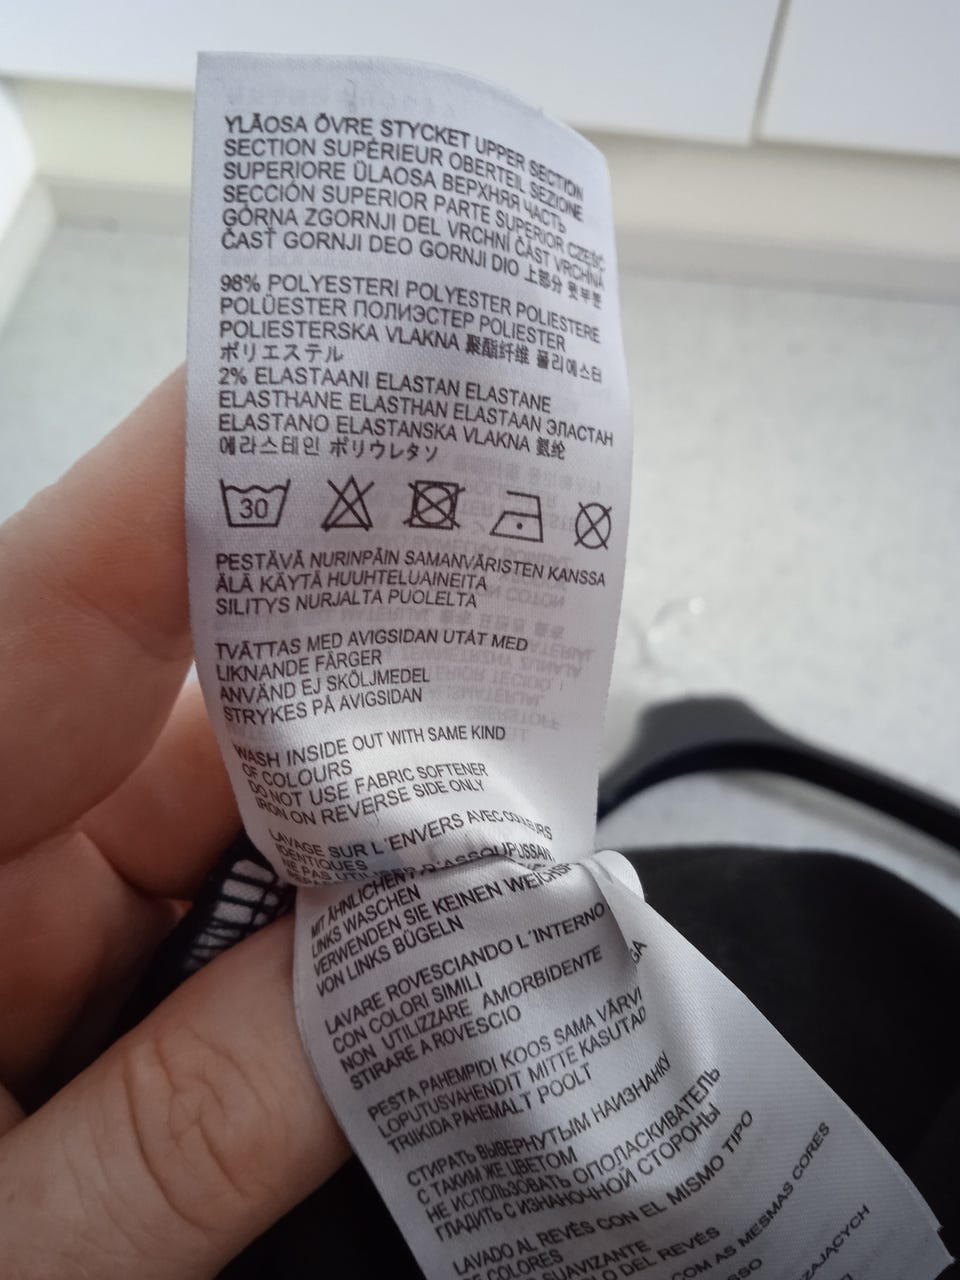 YLÄOSA ÖVRE STYCKET UPPER SECTION
SECTION SUPÉRIEUR OBERTEIL SEZIONE
SUPERIORE ÜLAOSA ВЕРХНЯЯ ЧАСТЬ
SECCIÓN SUPERIOR PARTE SUPERIOR CZEŚĆ
GÓRNA ZGORNJI DEL VRCHNÍ ČÁST VRCHNÁ
ČASŤ GORNJI DEO GORNJI DIO 上部分 윗부분
98% POLYESTERI POLYESTER POLIESTERE
POLÜESTER ПОЛИЭСТЕР POLIESTER
POLIESTERSKA VLAKNA 聚酯纤维 폴리에스터
ポリエステル
2% ELASTAANI ELASTAN ELASTANE
ELASTHANE ELASTHAN ELASTAAN ЭЛАСТАН
ELASTANO ELASTANSKA VLAKNA 氨纶
에라스테인 ポリウレタン
30
PESTÄVÄ NURINPÄIN SAMANVÄRISTEN KANSSA
ÄLÄ KÄYTÄ HUUHTELUAINEITA
SILITYS NURJALTA PUOLELTA
TVÄTTAS MED AVIGSIDAN UTÅT MED
LIKNANDE FÄRGER
ANVÄND EJ SKÖLJMEDEL
STRYKES PÅ AVIGSIDAN
WASH INSIDE OUT WITH SAME KIND
OF COLOURS
DO NOT USE FABRIC SOFTENER
IRON ON REVERSE SIDE ONLY
LAVAGE SUR L'ENVERS AVEC COULEURS
IDENTIQUES
NE PAS D'ASSOUPLISSANT
MIT ÄHNLICHEN
LINKS WASCHEN
VERWENDEN SIE KEINEN
VON LINKS BÜGELN
LAVARE ROVESCIANDO L'INTERNO
CON COLORI SIMILI
NON UTILIZZARE AMORBIDENTE
STIRARE A ROVESCIO
PESTA PAHEMPIDI KOOS SAMA VÄRVI
LOPUTUSVAHENDIT MITTE KASUTAD
TRIIKIDA PAHEMALT POOLT
СТИРАТЬ ВЫВЕРНУТЫМ НАИЗНАНКУ
С ТАКИМ ЖЕ ЦВЕТОМ
НЕ ИСПОЛЬЗОВАТЬ ОПОЛАСКИВАТЕЛЬ
ГЛАДИТЬ С ИЗНАНОЧНОЙ СТОРОНЫ
LAVADO AL REVÉS CON EL MISMO TIPO
DE COLORES
SUAVIZANTE
DEL REVÉS
COM AS MESMAS CORES